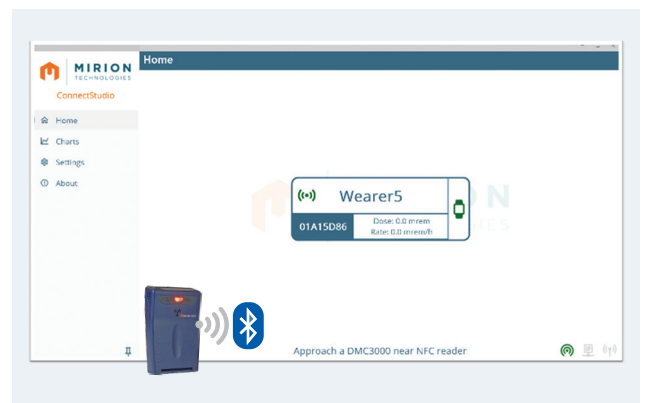 Home
MIRION
TECHNOLOGIES
ConnectStudio
Home
Charts
Settings
About
Wearer5
01A15D86
Dose: 0.0 mrem
Rate: 0.0 mrem/h
Approach a DMC3000 near NFC reader